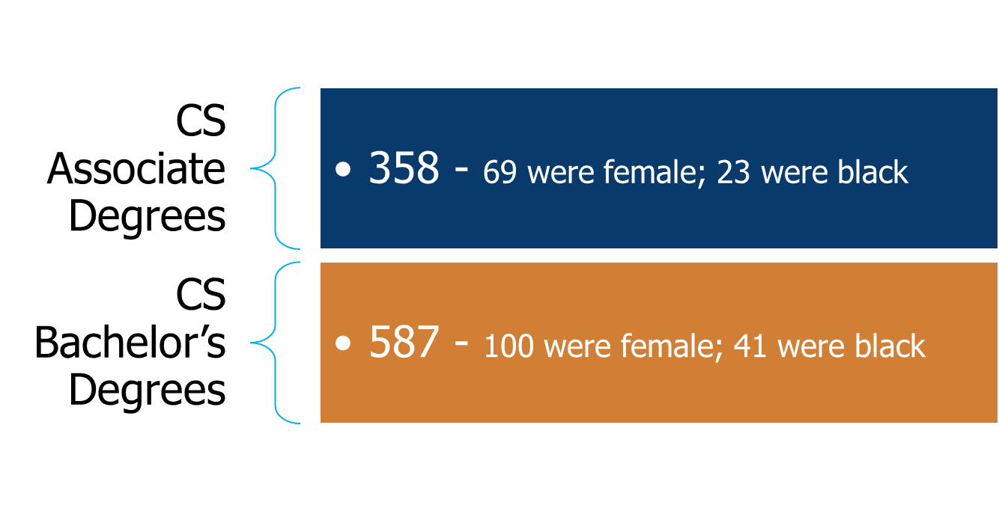 CS
Associate
Degrees
• 358 - 69 were female; 23 were black
CS
Bachelor’s
Degrees
• 587 - 100 were female; 41 were black